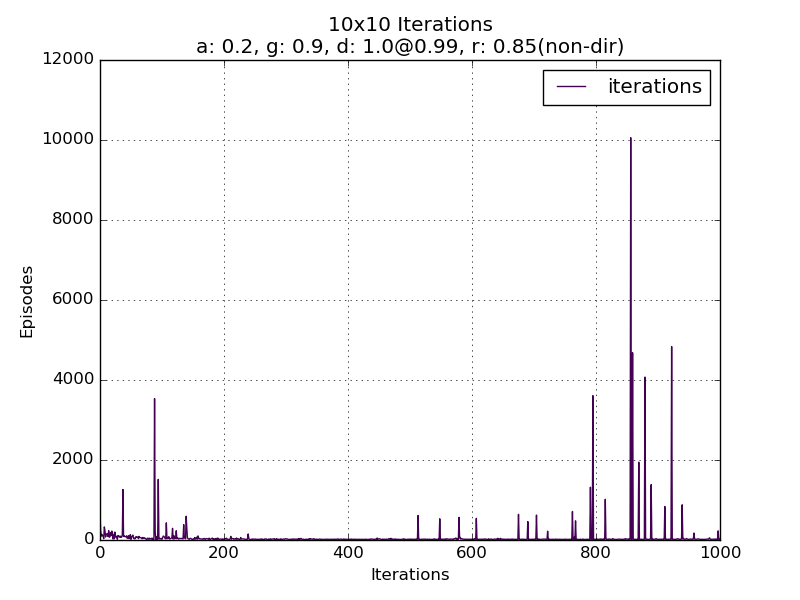 10x10 Iterations
a: 0.2, g: 0.9, d: 1.0@0.99, r: 0.85(non-dir)
12000
10000
8000
6000
4000
2000
0
Episodes
iterations
0 200 400 600 800 1000
Iterations